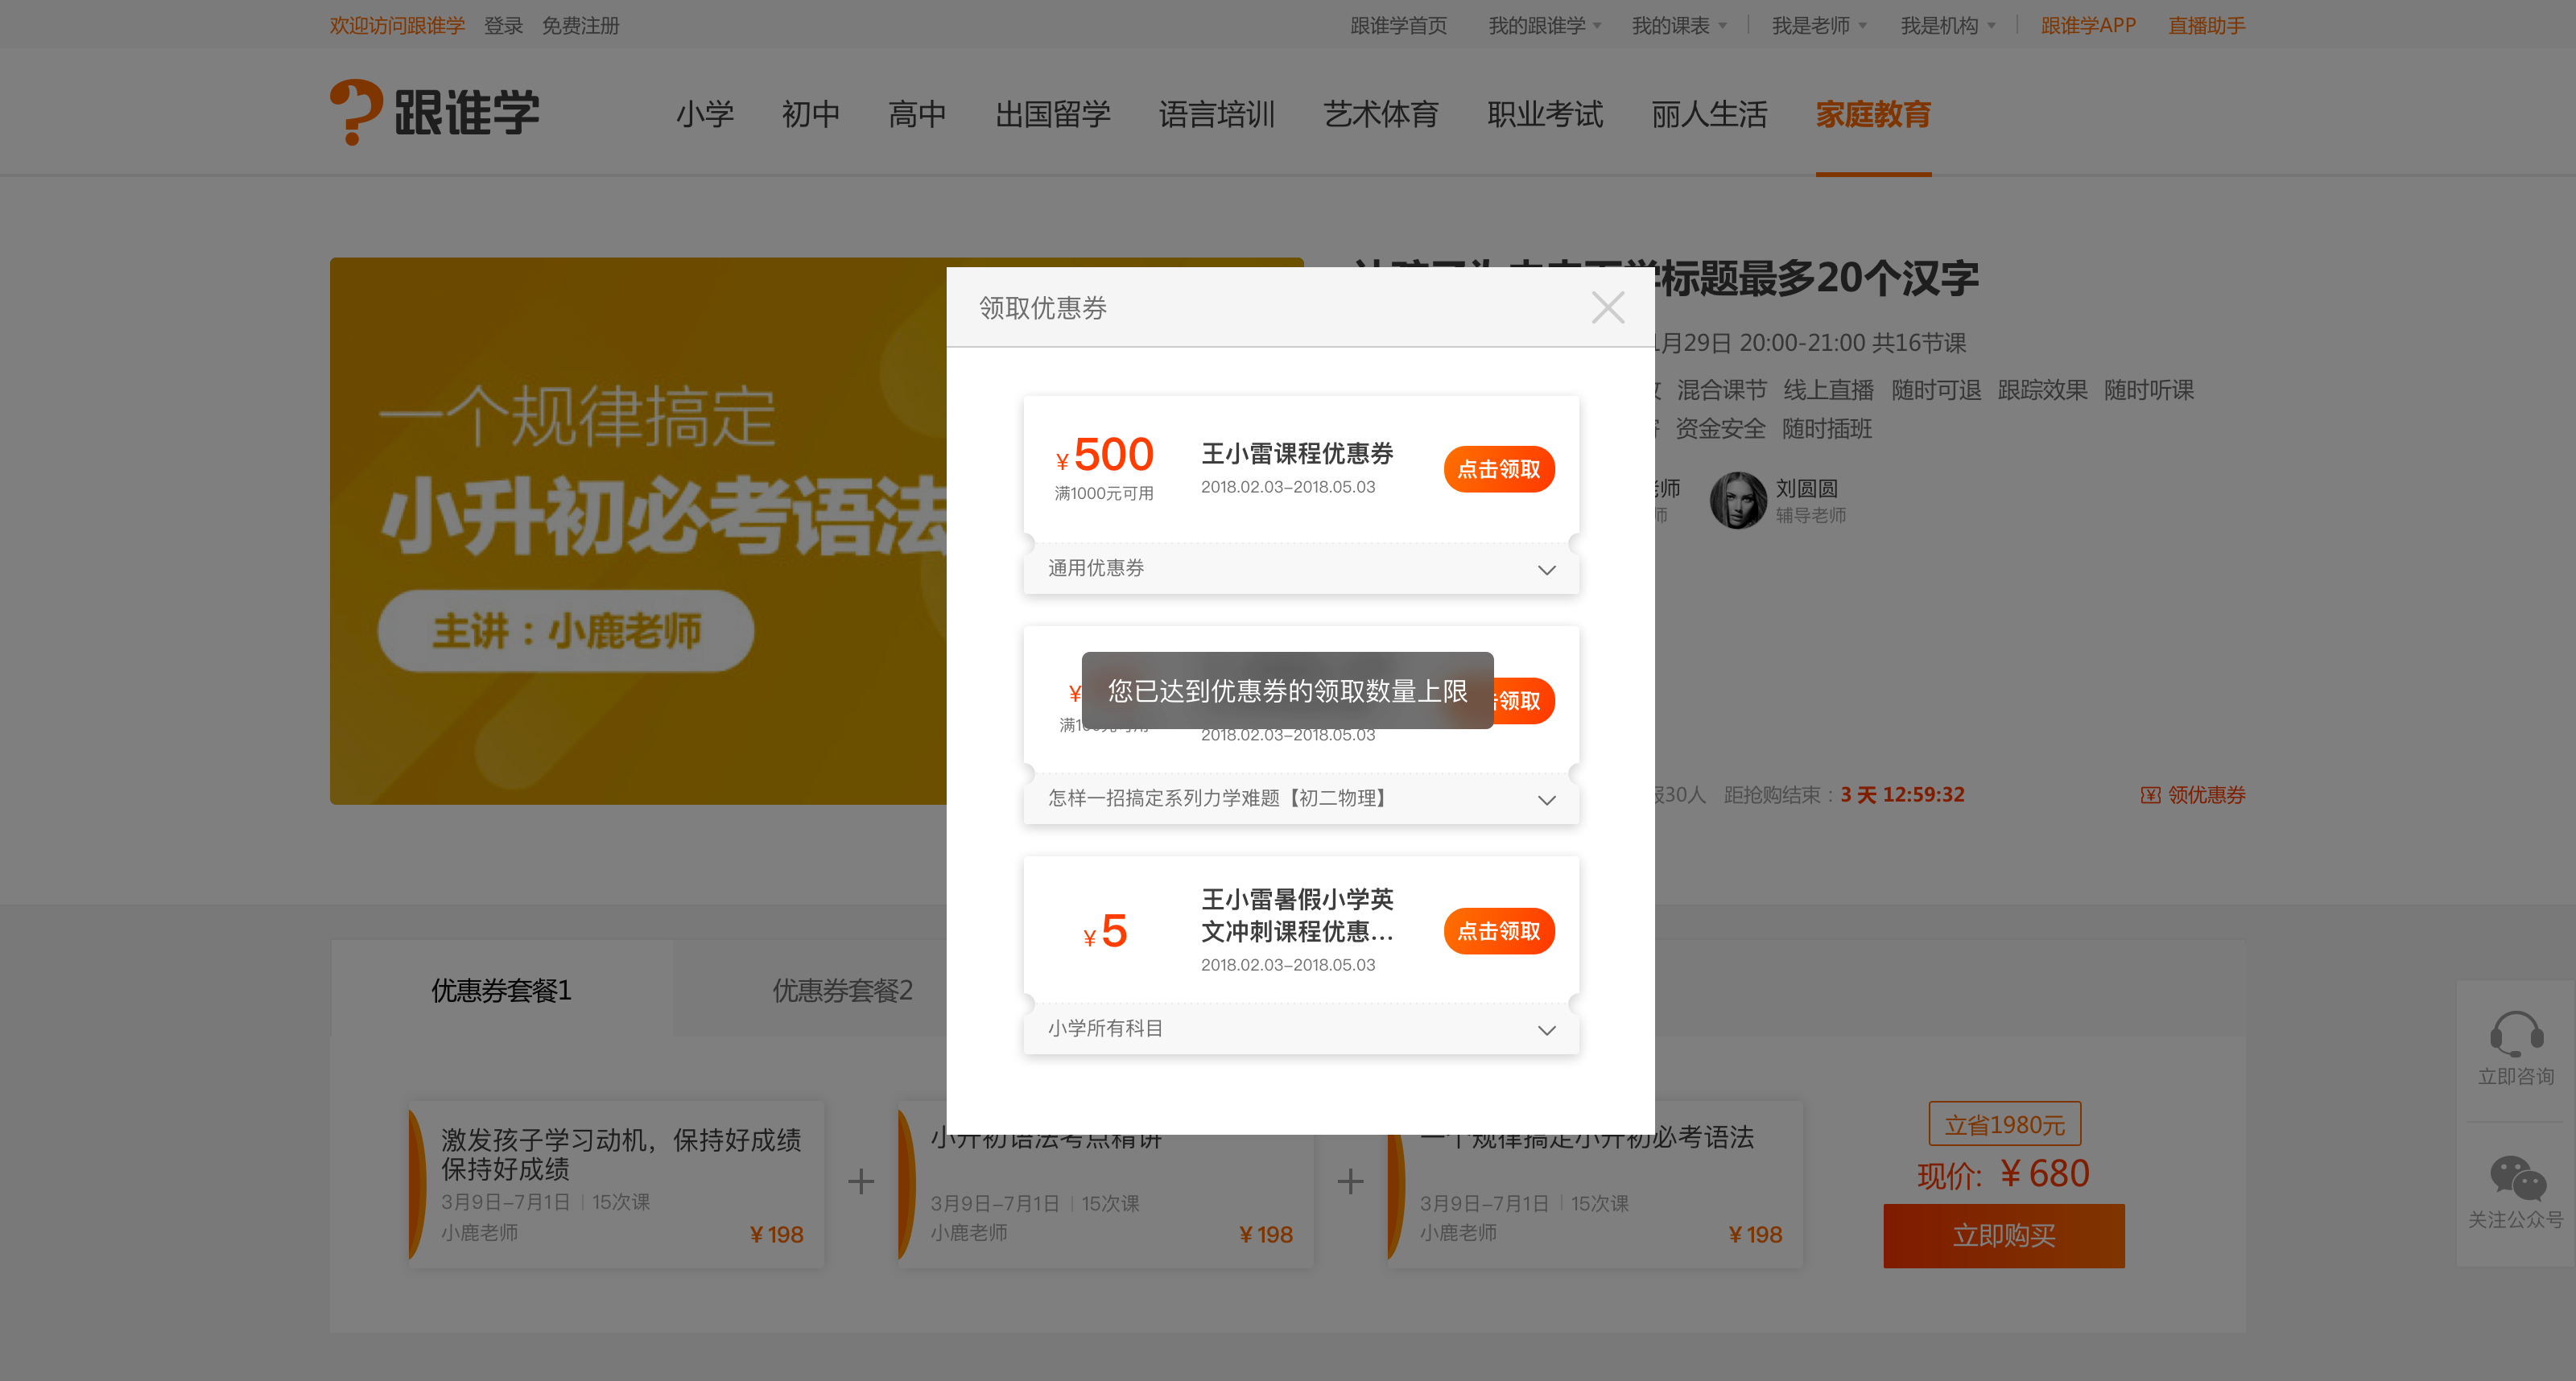 欢迎访问跟谁学 登录 免费注册 跟谁学首页 我的跟谁学 我的课表 我是老师 我是机构 跟谁学APP 直播助手
跟谁学 小学 初中 高中 出国留学 语言培训 艺术体育 职业考试 丽人生活 家庭教育
标题最多20个汉字
月29日 20:00-21:00 共16节课
混合课节 线上直播 随时可退 跟踪效果 随时听课
资金安全 随时插班
师 刘圆圆
师 辅导老师
30人 距抢购结束：3 天 12:59:32 领优惠券
一个规律搞定
小升初必考语法
主讲：小鹿老师
领取优惠券
¥ 500
满1000元可用
王小雷课程优惠券
2018.02.03–2018.05.03
点击领取
通用优惠券
¥
您已达到优惠券的领取数量上限
领取
2018.02.03–2018.05.03
怎样一招搞定系列力学难题【初二物理】
¥ 5
王小雷暑假小学英
文冲刺课程优惠...
2018.02.03–2018.05.03
点击领取
小学所有科目
优惠券套餐1 优惠券套餐2
激发孩子学习动机，保持好成绩
保持好成绩
3月9日–7月1日 | 15次课
小鹿老师 ¥ 198
+
小升初语法考点精讲
3月9日–7月1日 | 15次课
小鹿老师 ¥ 198
+
一个规律搞定小升初必考语法
3月9日–7月1日 | 15次课
小鹿老师 ¥ 198
立省1980元
现价: ¥ 680
立即购买
立即咨询
关注公众号